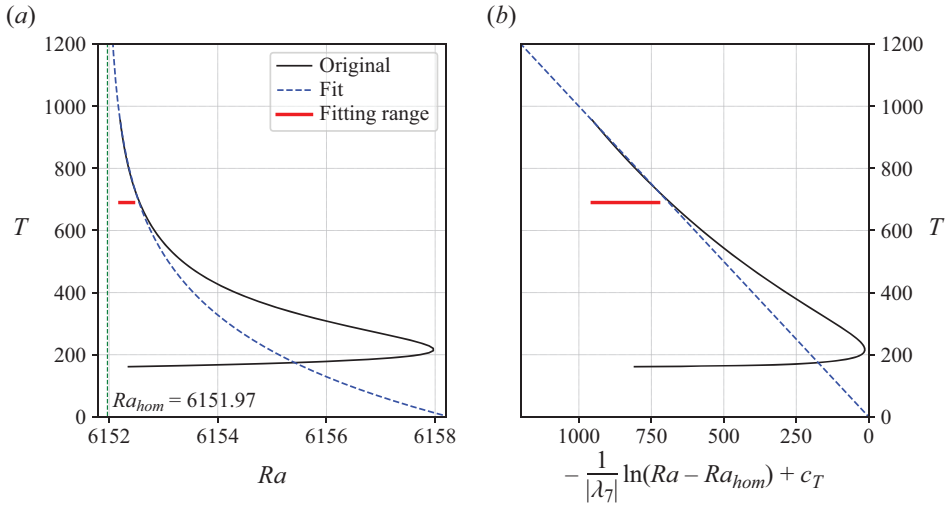 (a)
1200
1000
800
600
400
200
0
T
Original
Fit
Fitting range
Ra_hom = 6151.97
6152 6154 6156 6158
Ra
(b)
1200
1000
800
600
400
200
0
T
1000 750 500 250 0
− 1/|λ₇| ln(Ra − Ra_hom) + c_T